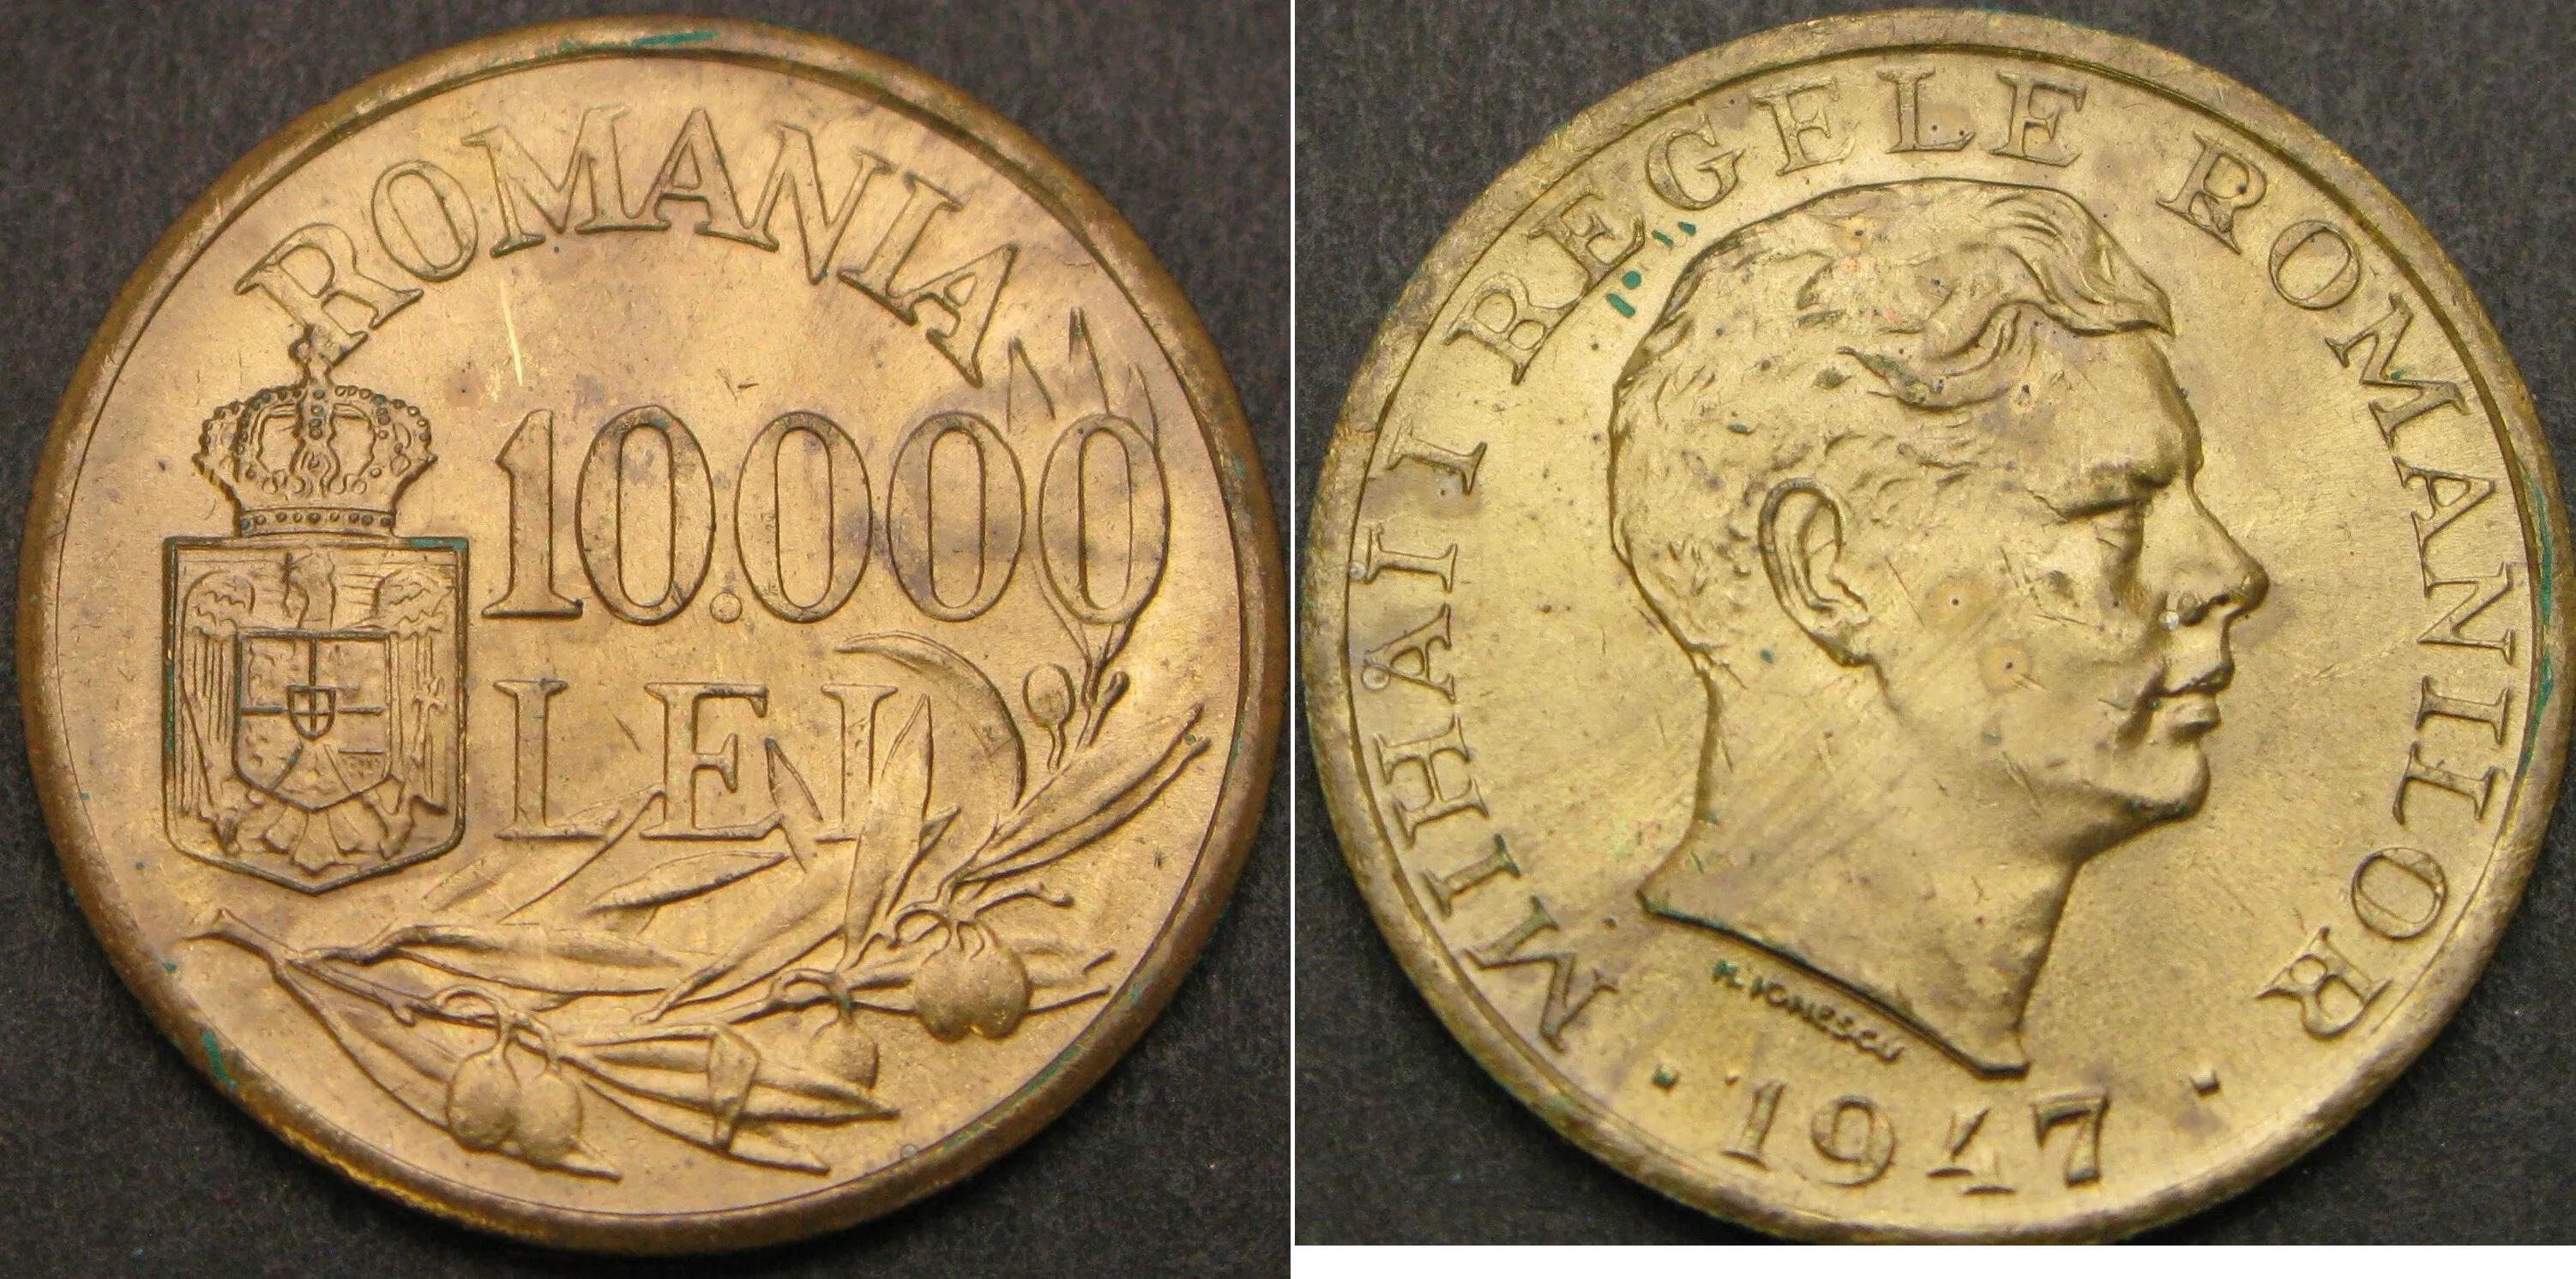 ROMANIA
10.000
LEI
MIHAI I REGELE ROMANILOR
H. IONESCU
· 1947 ·